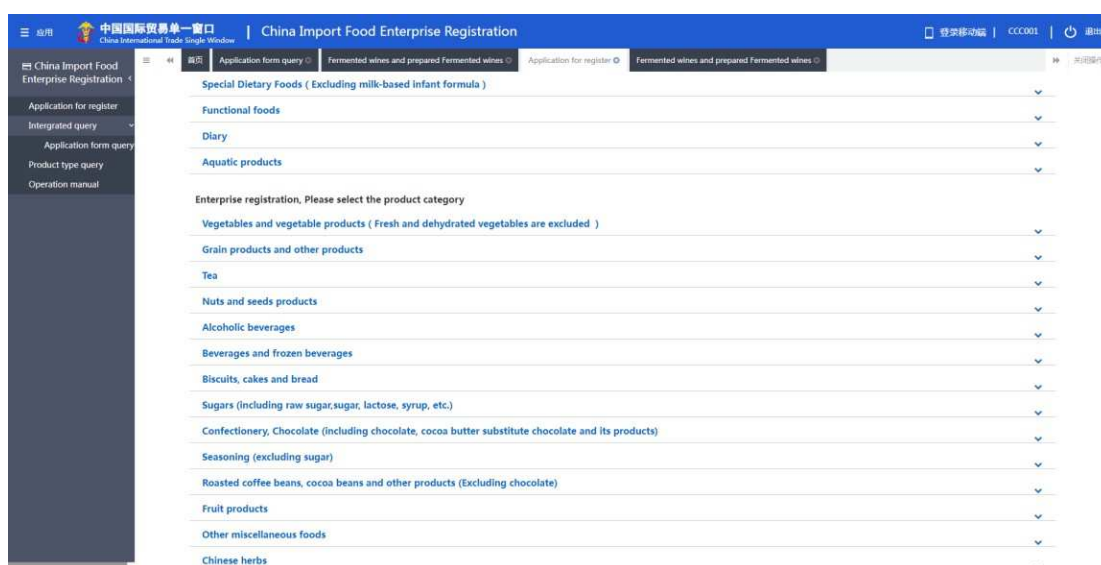 应用
中国国际贸易单一窗口
China International Trade Single Window
China Import Food Enterprise Registration
登录移动端
CCC001
退出
China Import Food
Enterprise Registration
首页
Application form query
Fermented wines and prepared Fermented wines
Application for register
Fermented wines and prepared Fermented wines
关闭操作
Application for register
Intergrated query
Application form query
Product type query
Operation manual
Special Dietary Foods ( Excluding milk-based infant formula )
Functional foods
Diary
Aquatic products
Enterprise registration, Please select the product category
Vegetables and vegetable products ( Fresh and dehydrated vegetables are excluded )
Grain products and other products
Tea
Nuts and seeds products
Alcoholic beverages
Beverages and frozen beverages
Biscuits, cakes and bread
Sugars (including raw sugar,sugar, lactose, syrup, etc.)
Confectionery, Chocolate (including chocolate, cocoa butter substitute chocolate and its products)
Seasoning (excluding sugar)
Roasted coffee beans, cocoa beans and other products (Excluding chocolate)
Fruit products
Other miscellaneous foods
Chinese herbs